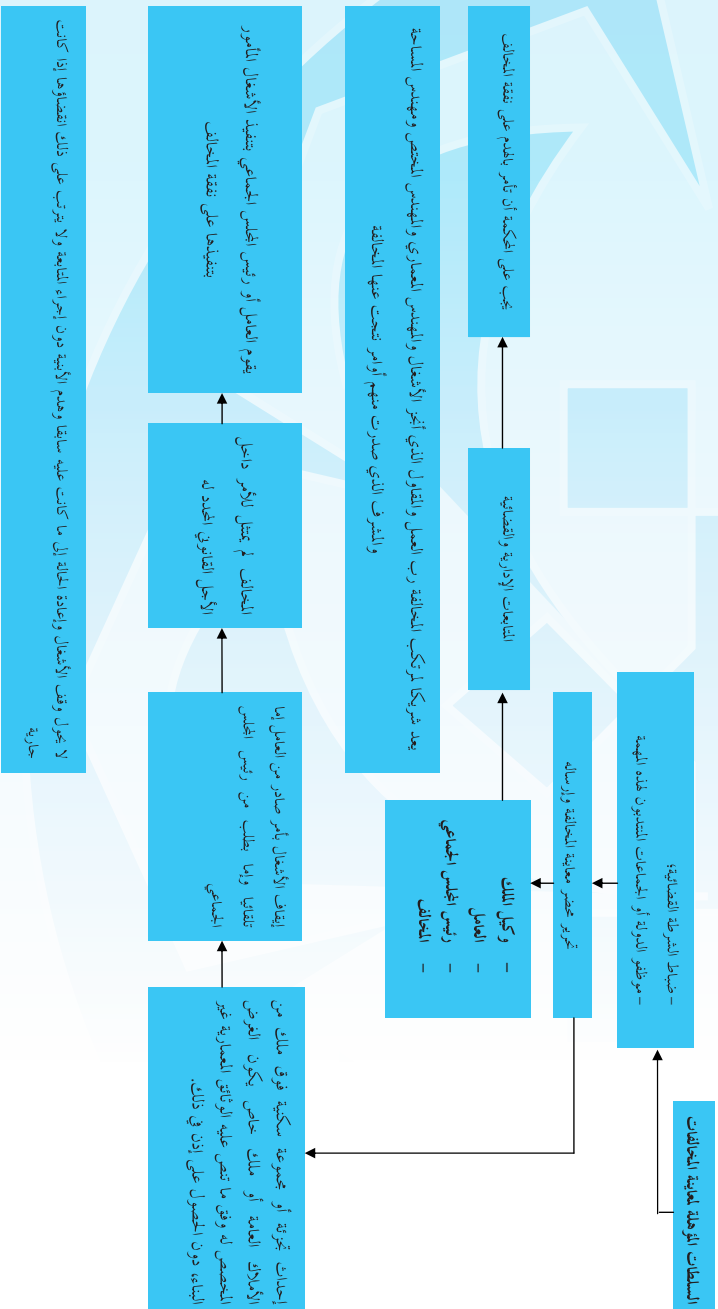 السلطات المؤهلة لمعاينة المخالفات
– ضباط الشرطة القضائية؛
– موظفو الدولة أو الجماعات المنتدبون لهذه المهمة
تحرير محضر معاينة المخالفة وإرساله
– وكيل الملك
– العامل
– رئيس المجلس الجماعي
– المخالف
المتابعات الإدارية والقضائية
يجب على المحكمة أن تأمر بالهدم على نفقة المخالف
يعد شريكا لمرتكب المخالفة رب العمل والمقاول الذي أنجز الأشغال والمهندس المعماري والمهندس المختص ومهندس المساحة
والمشرف الذي صدرت منهم أوامر نتجت عنها المخالفة
إحداث تجزئة أو مجموعة سكنية فوق ملك من
الأملاك العامة أو ملك خاص يكون الغرض
المخصص له وفق ما تنص عليه الوثائق المعمارية غير
البناء، دون الحصول على إذن في ذلك.
إيقاف الأشغال بأمر صادر من العامل إما
تلقائيا وإما بطلب من رئيس المجلس
الجماعي
المخالف لم يمتثل للأمر داخل
الأجل القانوني المحدد له
يقوم العامل أو رئيس المجلس الجماعي بتنفيذ الأشغال المأمور
بتنفيذها على نفقة المخالف
لا يحول وقف الأشغال وإعادة الحالة إلى ما كانت عليه سابقا وهدم الأبنية دون إجراء المتابعة ولا يترتب على ذلك انقضاؤها إذا كانت
جارية